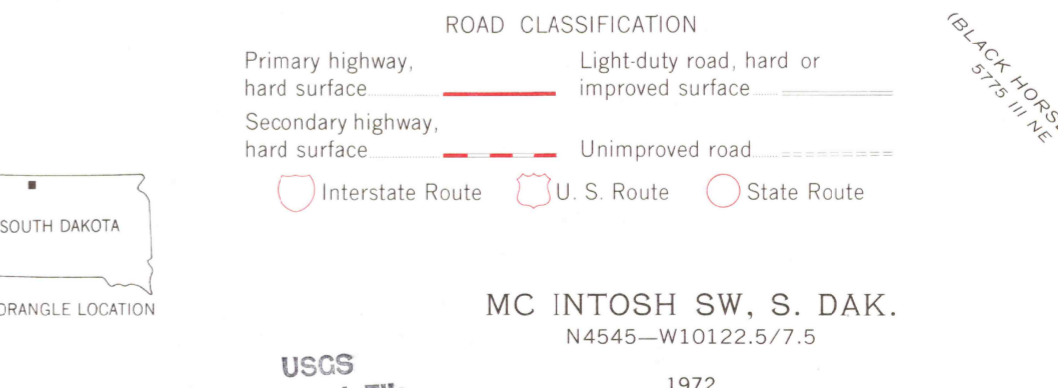 ROAD CLASSIFICATION
Primary highway,
hard surface
Light-duty road, hard or
improved surface
Secondary highway,
hard surface
Unimproved road
Interstate Route
U. S. Route
State Route
(BLACK HORSE
5775 III NE
SOUTH DAKOTA
DRANGLE LOCATION
MC INTOSH SW, S. DAK.
N4545—W10122.5/7.5
USGS
1972